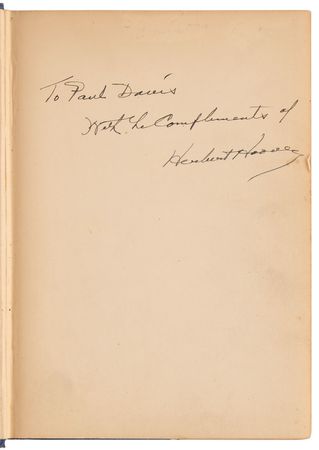 To Paul Davis
With the Compliments of
Herbert Hoover